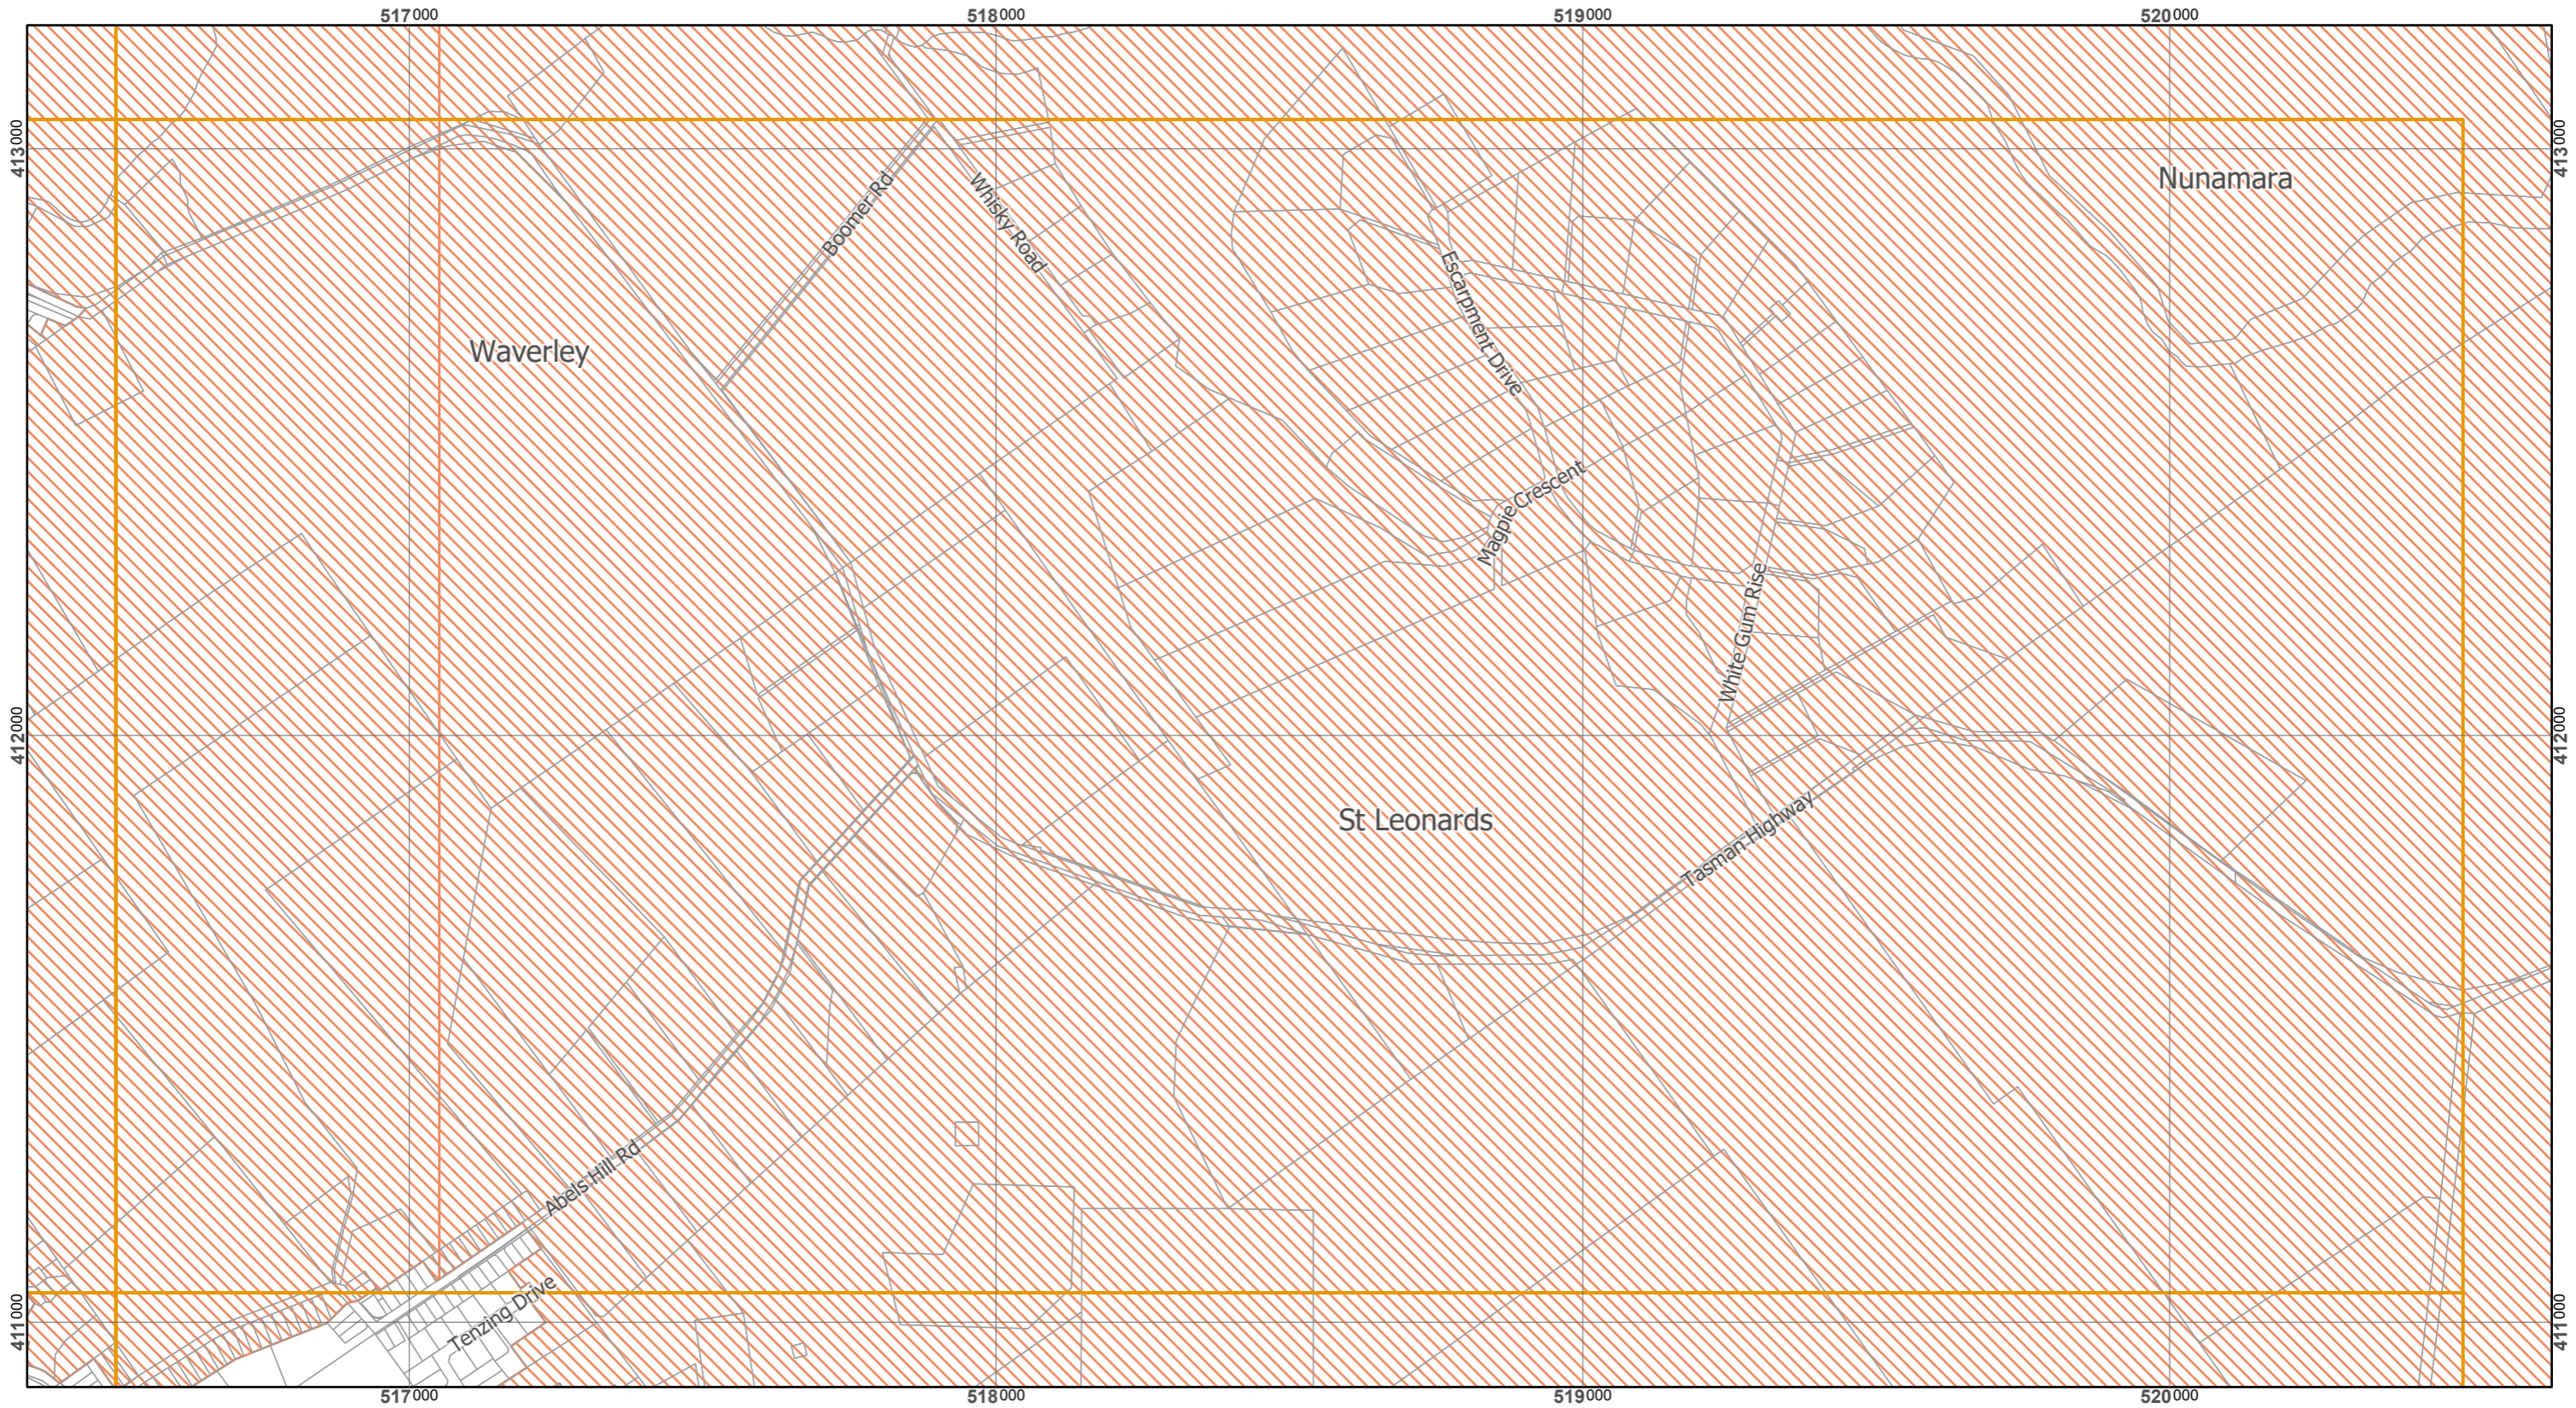 517000 518000 519000 520000
413000 413000
Nunamara
Boomer Rd
Whisky Road
Escarpment Drive
Waverley
Magpie Crescent
White Gum Rise
412000 412000
St Leonards
Tasman Highway
Abels Hill Rd
Tenzing Drive
411000 411000
517000 518000 519000 520000